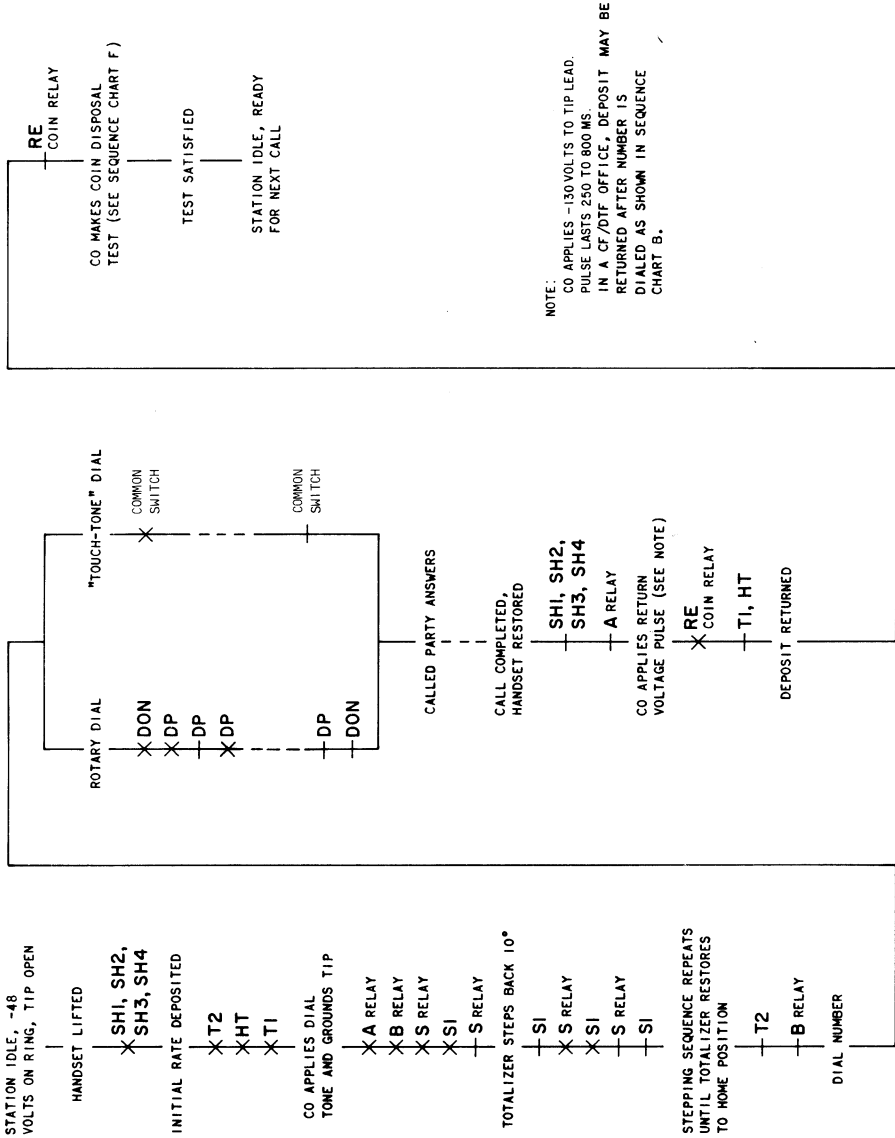 STATION IDLE, -48
VOLTS ON RING, TIP OPEN
HANDSET LIFTED
SH1, SH2,
SH3, SH4
INITIAL RATE DEPOSITED
T2
HT
T1
CO APPLIES DIAL
TONE AND GROUNDS TIP
A RELAY
B RELAY
S RELAY
S1
S RELAY
TOTALIZER STEPS BACK 10°
S1
S RELAY
S1
S RELAY
S1
STEPPING SEQUENCE REPEATS
UNTIL TOTALIZER RESTORES
TO HOME POSITION
T2
B RELAY
DIAL NUMBER
ROTARY DIAL
DON
DP
DP
DP
DP
DON
"TOUCH-TONE" DIAL
COMMON
SWITCH
COMMON
SWITCH
CALLED PARTY ANSWERS
CALL COMPLETED,
HANDSET RESTORED
SH1, SH2,
SH3, SH4
A RELAY
CO APPLIES RETURN
VOLTAGE PULSE (SEE NOTE)
RE
COIN RELAY
T1, HT
DEPOSIT RETURNED
RE
COIN RELAY
CO MAKES COIN DISPOSAL
TEST (SEE SEQUENCE CHART F)
TEST SATISFIED
STATION IDLE, READY
FOR NEXT CALL
NOTE:
CO APPLIES -130 VOLTS TO TIP LEAD.
PULSE LASTS 250 TO 800 MS.
IN A CF/DTF OFFICE, DEPOSIT MAY BE
RETURNED AFTER NUMBER IS
DIALED AS SHOWN IN SEQUENCE
CHART B.